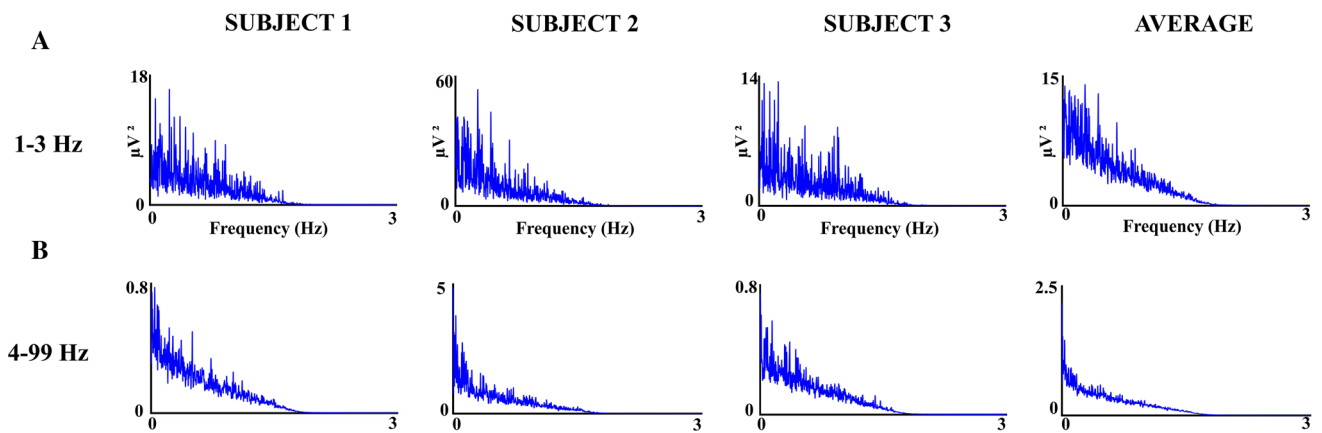 SUBJECT 1 SUBJECT 2 SUBJECT 3 AVERAGE
A
18 60 14 15
1-3 Hz
µV ² µV ² µV ² µV ²
0 0 0 0
0 3 0 3 0 3 0 3
Frequency (Hz) Frequency (Hz) Frequency (Hz) Frequency (Hz)
B
0.8 5 0.8 2.5
4-99 Hz
0 0 0 0
0 3 0 3 0 3 0 3